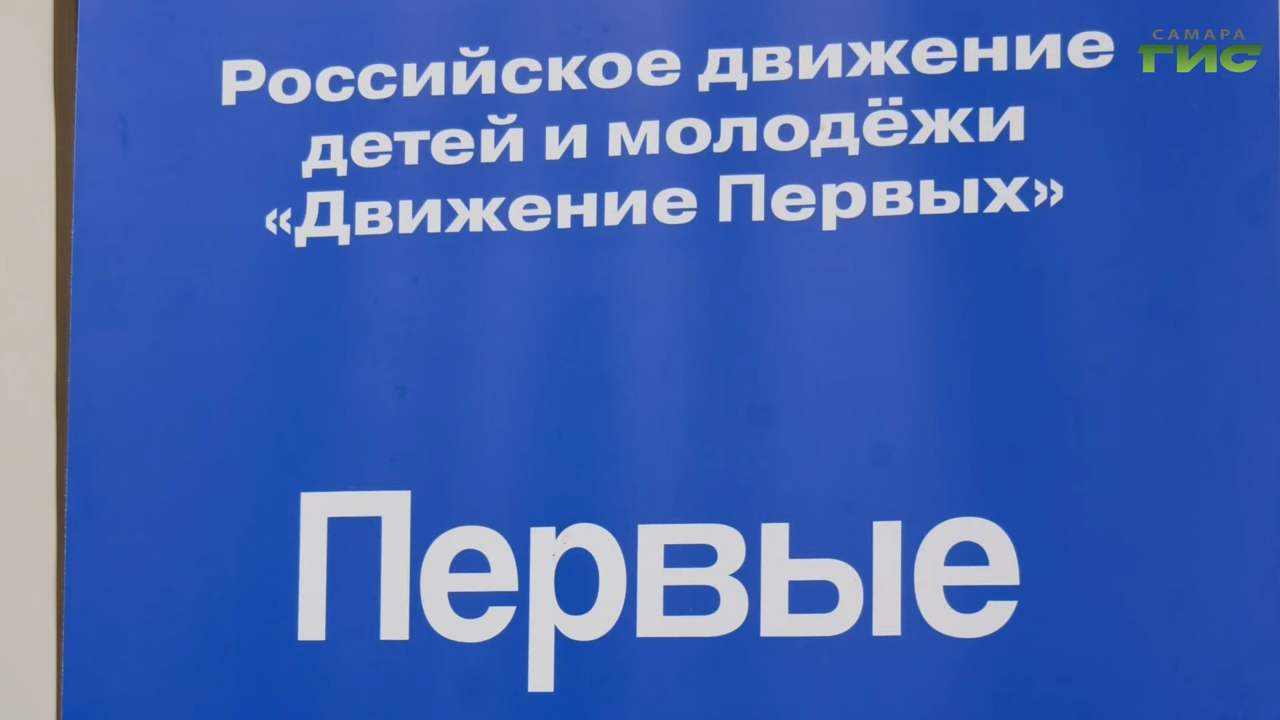 Российское движение
детей и молодёжи
«Движение Первых»
Первые
САМАРА
ГИС